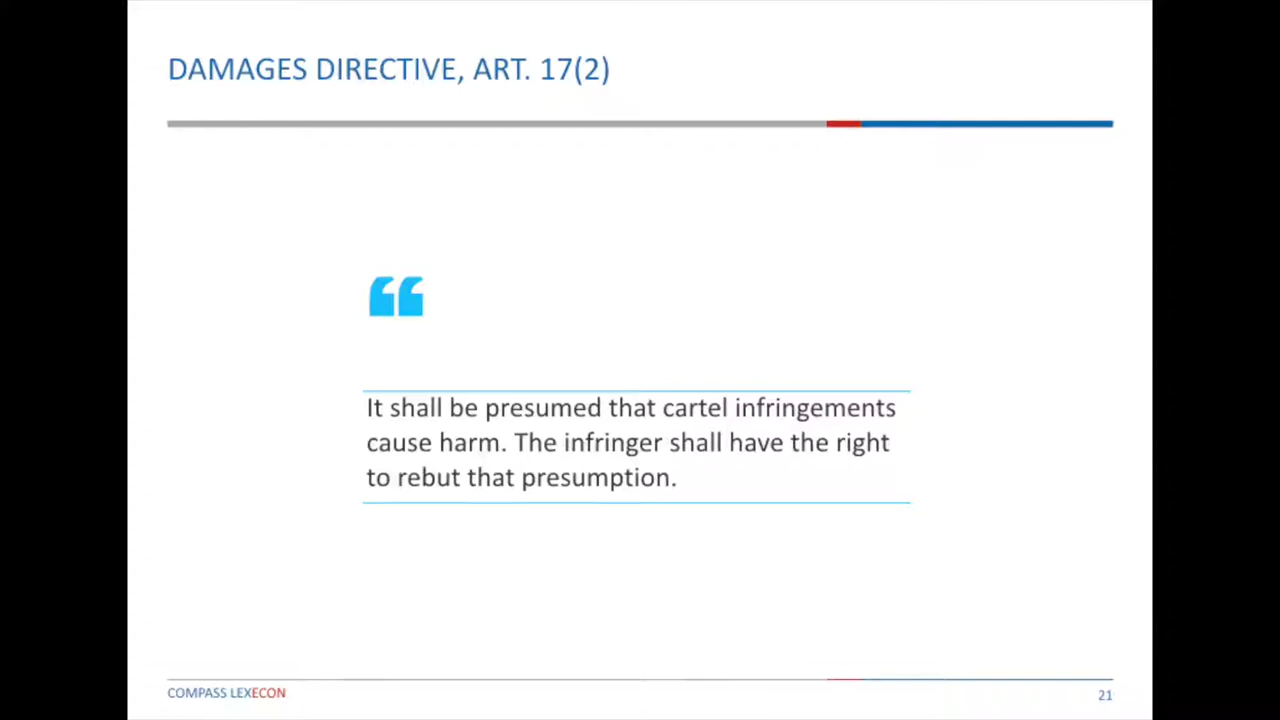 DAMAGES DIRECTIVE, ART. 17(2)
“
It shall be presumed that cartel infringements
cause harm. The infringer shall have the right
to rebut that presumption.
COMPASS LEXECON
21